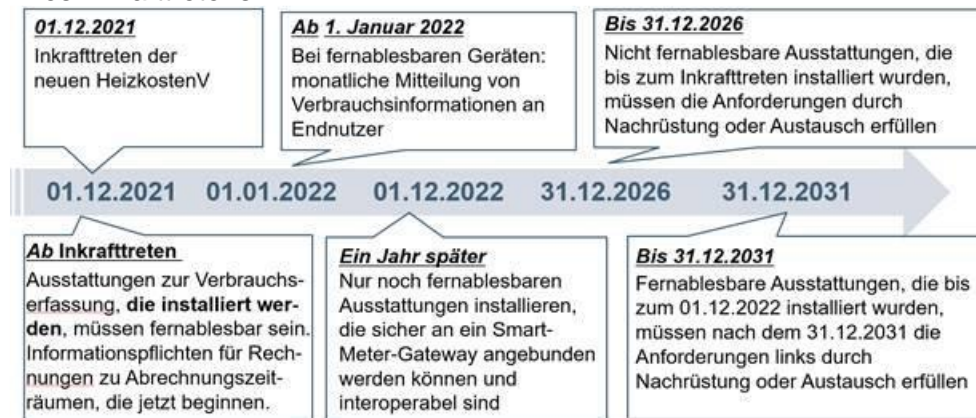 01.12.2021
Inkrafttreten der
neuen HeizkostenV
Ab 1. Januar 2022
Bei fernablesbaren Geräten:
monatliche Mitteilung von
Verbrauchsinformationen an
Endnutzer
Bis 31.12.2026
Nicht fernablesbare Ausstattungen, die
bis zum Inkrafttreten installiert wurden,
müssen die Anforderungen durch
Nachrüstung oder Austausch erfüllen
01.12.2021 01.01.2022 01.12.2022 31.12.2026 31.12.2031
Ab Inkrafttreten
Ausstattungen zur Verbrauchs-
erfassung, die installiert wer-
den, müssen fernablesbar sein.
Informationspflichten für Rech-
nungen zu Abrechnungszeit-
räumen, die jetzt beginnen.
Ein Jahr später
Nur noch fernablesbaren
Ausstattungen installieren,
die sicher an ein Smart-
Meter-Gateway angebunden
werden können und
interoperabel sind
Bis 31.12.2031
Fernablesbare Ausstattungen, die bis
zum 01.12.2022 installiert wurden,
müssen nach dem 31.12.2031 die
Anforderungen links durch
Nachrüstung oder Austausch erfüllen